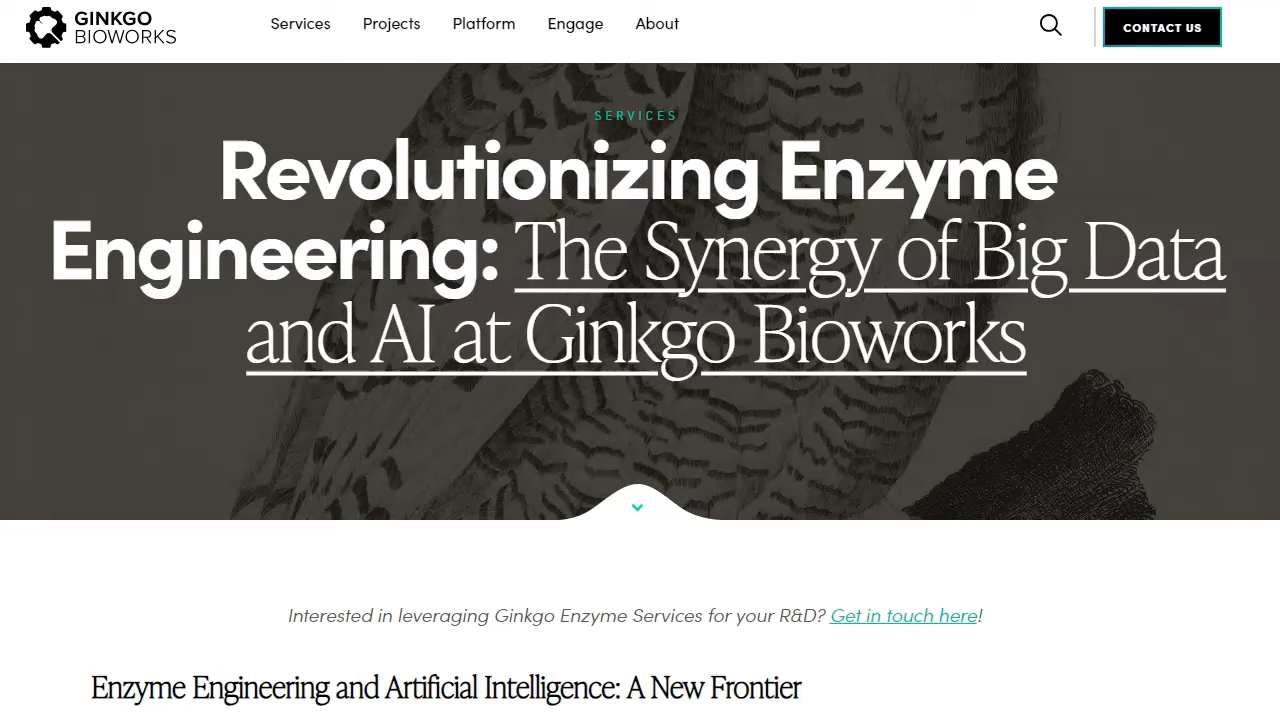 GINKGO
BIOWORKS
Services Projects Platform Engage About
CONTACT US
SERVICES
Revolutionizing Enzyme
Engineering: The Synergy of Big Data
and AI at Ginkgo Bioworks
Interested in leveraging Ginkgo Enzyme Services for your R&D? Get in touch here!
Enzyme Engineering and Artificial Intelligence: A New Frontier